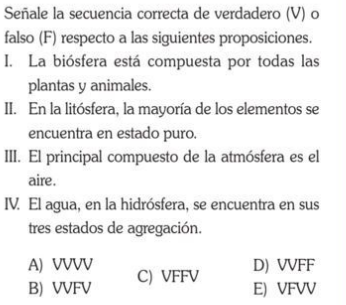 Señale la secuencia correcta de verdadero (V) o
falso (F) respecto a las siguientes proposiciones.
I. La biósfera está compuesta por todas las
plantas y animales.
II. En la litósfera, la mayoría de los elementos se
encuentra en estado puro.
III. El principal compuesto de la atmósfera es el
aire.
IV. El agua, en la hidrósfera, se encuentra en sus
tres estados de agregación.
A) VVVV
B) VVFV
C) VFFV
D) VVFF
E) VFVV